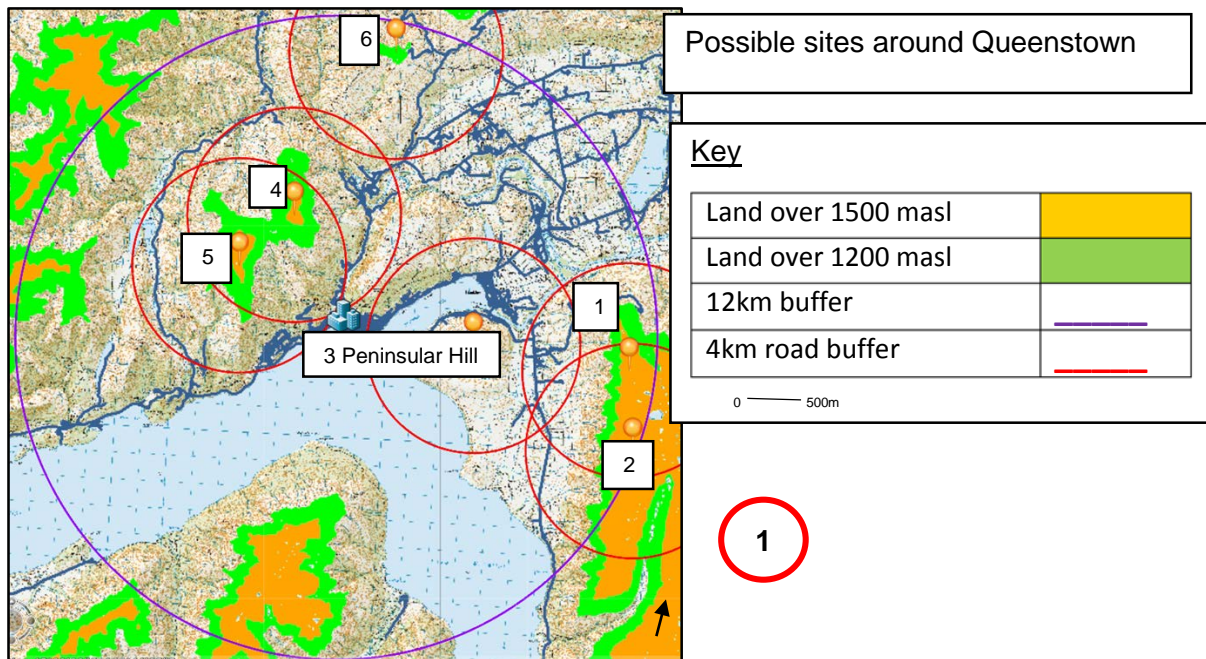 Possible sites around Queenstown
Key
Land over 1500 masl
Land over 1200 masl
12km buffer
4km road buffer
0 500m
6
4
5
1
3 Peninsular Hill
2
1